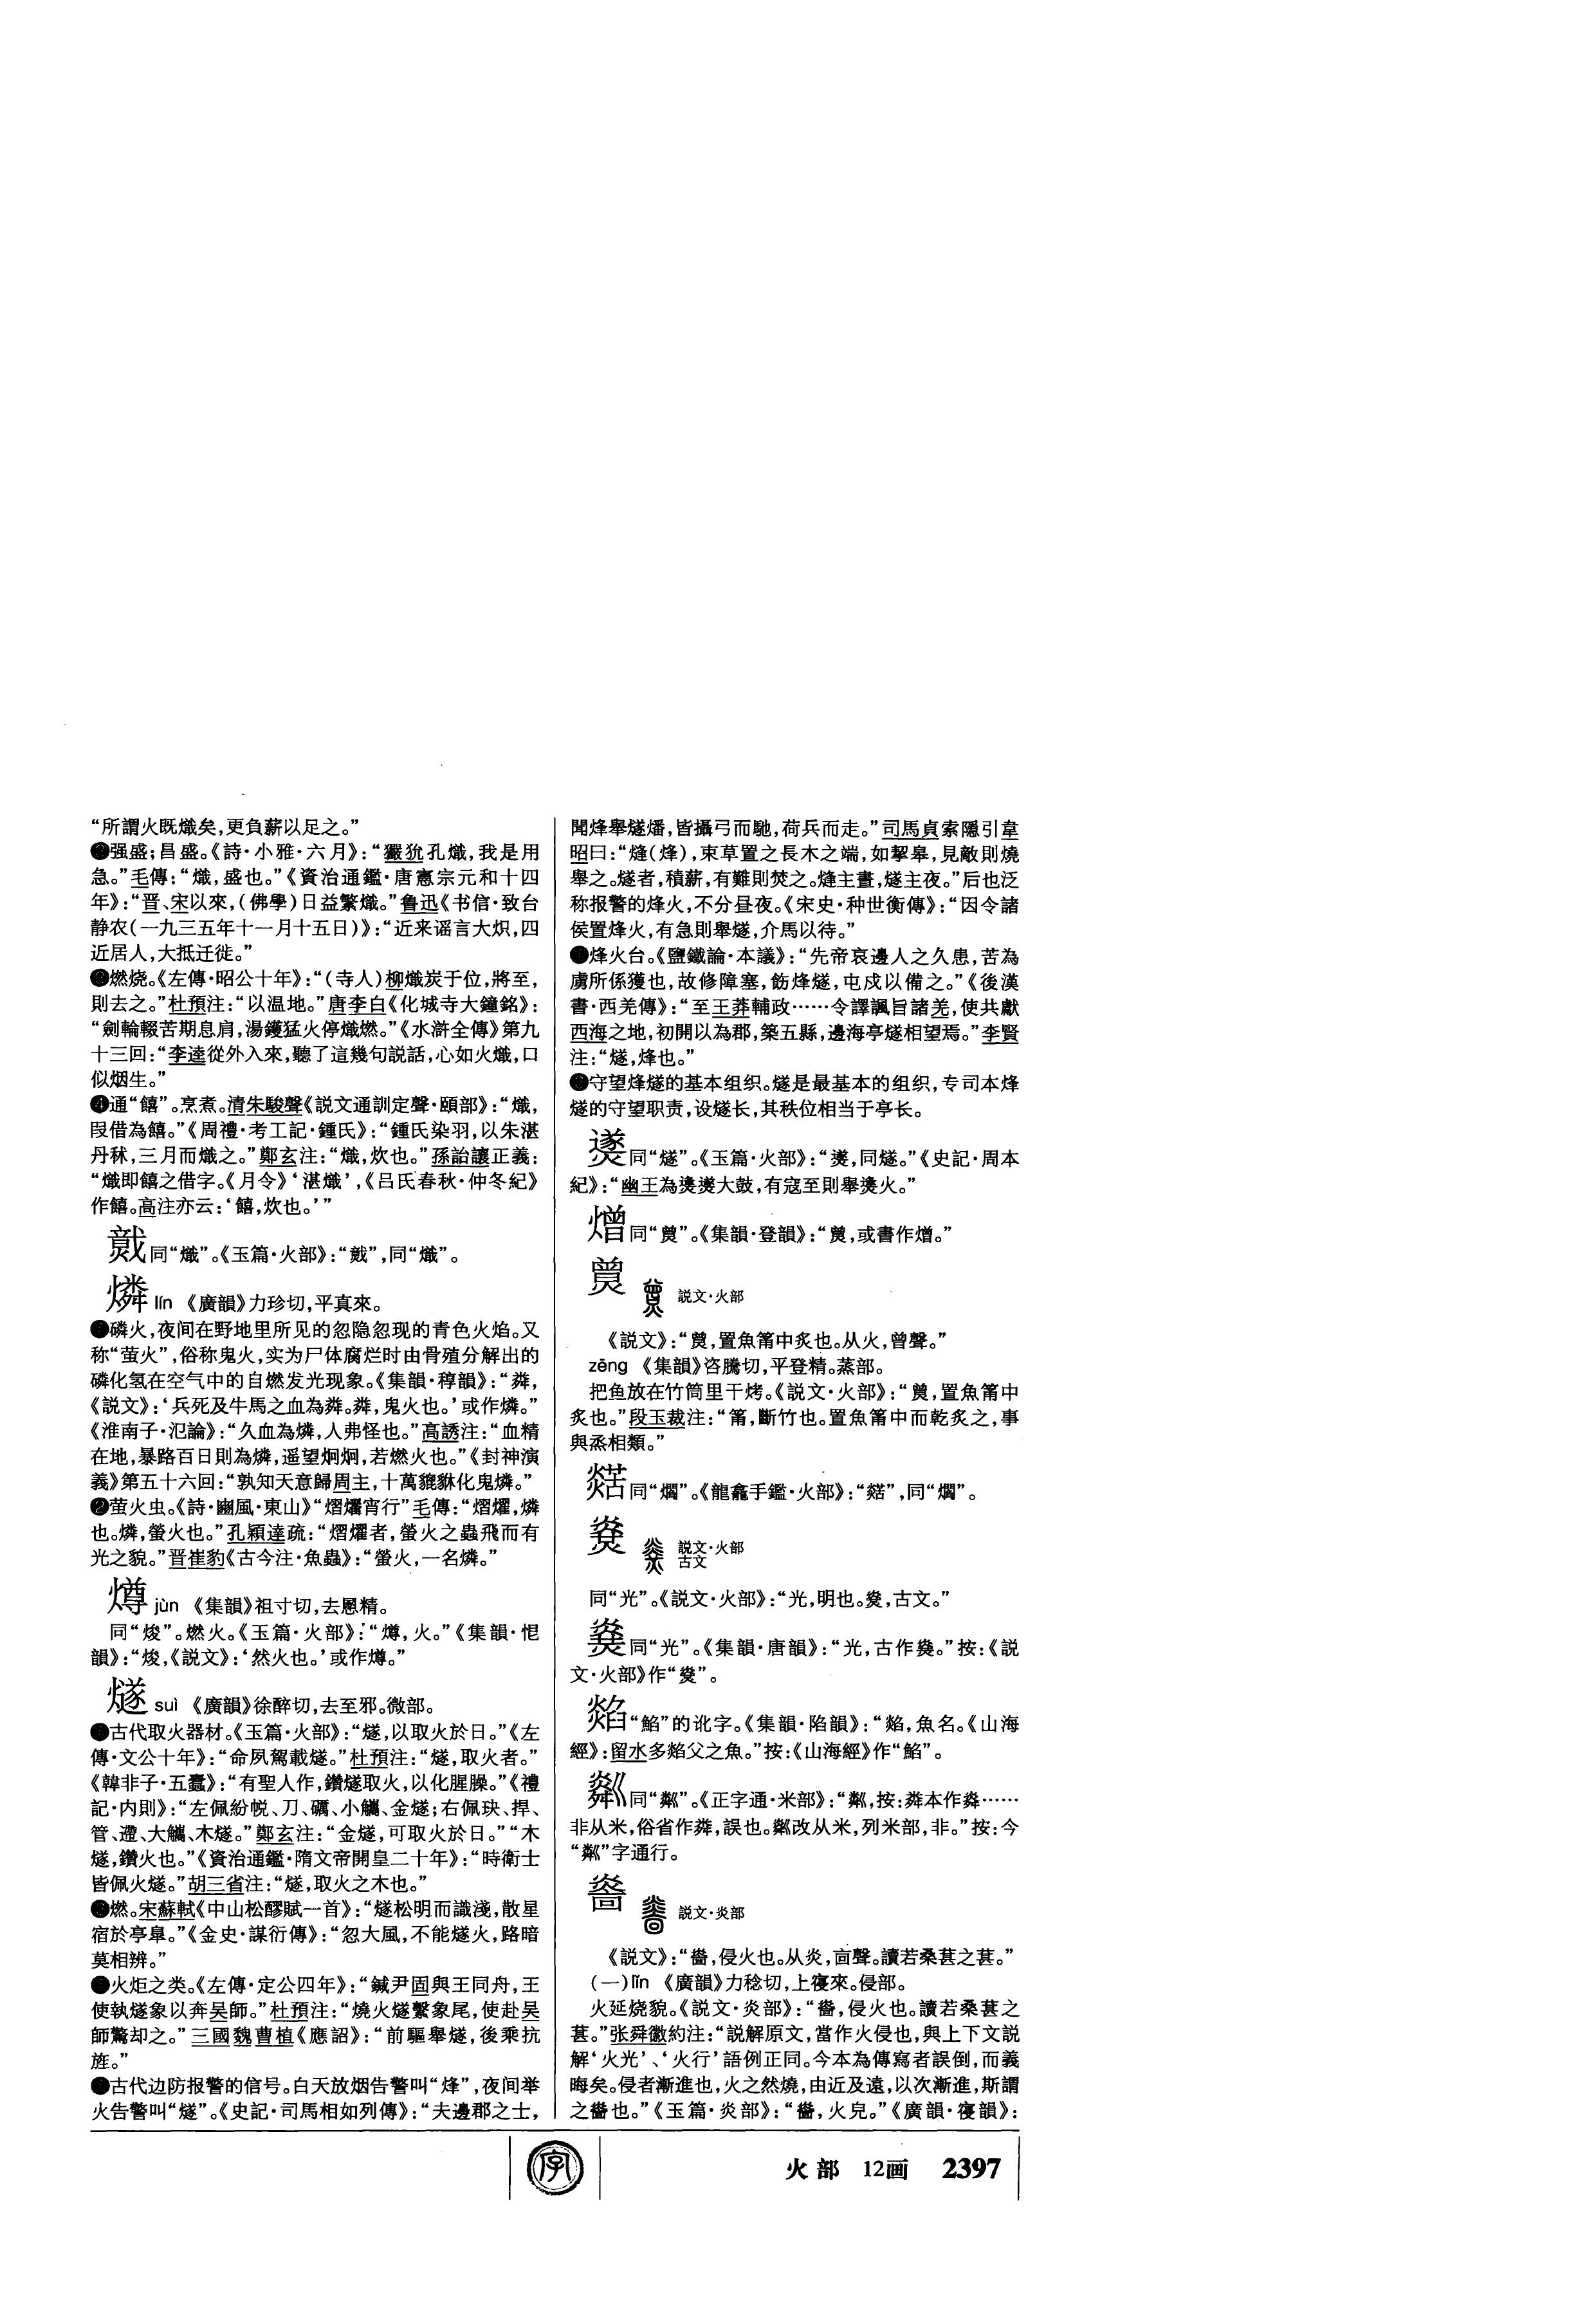 “所謂火既熾矣，更負薪以足之。”
❷强盛；昌盛。《詩·小雅·六月》：“玁狁孔熾，我是用
急。”毛傳：“熾，盛也。”《資治通鑑·唐憲宗元和十四
年》：“晋、宋以來，（佛學）日益繁熾。”鲁迅《书信·致台
静农（一九三五年十一月十五日）》：“近来谣言大炽，四
近居人，大抵迁徙。”
❸燃烧。《左傳·昭公十年》：“（寺人）柳熾炭于位，將至，
則去之。”杜預注：“以温地。”唐李白《化城寺大鐘銘》：
“劍輪輟苦期息肩，湯鑊猛火停熾燃。”《水滸全傳》第九
十三回：“李逵從外入來，聽了這幾句説話，心如火熾，口
似烟生。”
❹通“饎”。烹煮。清朱駿聲《説文通訓定聲·頤部》：“熾，
叚借為饎。”《周禮·考工記·鍾氏》：“鍾氏染羽，以朱湛
丹秫，三月而熾之。”鄭玄注：“熾，炊也。”孫詒讓正義：
“熾即饎之借字。《月令》‘湛熾’，《吕氏春秋·仲冬紀》
作饎。高注亦云：‘饎，炊也。’”
同“熾”。《玉篇·火部》：“”，同“熾”。
燐 lín 《廣韻》力珍切，平真來。
❶磷火，夜间在野地里所见的忽隐忽现的青色火焰。又
称“萤火”，俗称鬼火，实为尸体腐烂时由骨殖分解出的
磷化氢在空气中的自燃发光现象。《集韻·稕韻》：“粦，
《説文》：‘兵死及牛馬之血為粦。粦，鬼火也。’或作燐。”
《淮南子·氾論》：“久血為燐，人弗怪也。”高誘注：“血精
在地，暴路百日則為燐，遥望炯炯，若燃火也。”《封神演
義》第五十六回：“孰知天意歸周主，十萬貔貅化鬼燐。”
❷萤火虫。《詩·豳風·東山》“熠燿宵行”毛傳：“熠燿，燐
也。燐，螢火也。”孔穎達疏：“熠燿者，螢火之蟲飛而有
光之貌。”晋崔豹《古今注·魚蟲》：“螢火，一名燐。”
燇 jùn 《集韻》祖寸切，去慁精。
同“焌”。燃火。《玉篇·火部》：“燇，火。”《集韻·恨
韻》：“焌，《説文》：‘然火也。’或作燇。”
燧 suì 《廣韻》徐醉切，去至邪。微部。
❶古代取火器材。《玉篇·火部》：“燧，以取火於日。”《左
傳·文公十年》：“命夙駕載燧。”杜預注：“燧，取火者。”
《韓非子·五蠹》：“有聖人作，鑽燧取火，以化腥臊。”《禮
記·内則》：“左佩紛帨、刀、礪、小觿、金燧；右佩玦、捍、
管、遰、大觿、木燧。”鄭玄注：“金燧，可取火於日。”“木
燧，鑽火也。”《資治通鑑·隋文帝開皇二十年》：“時衛士
皆佩火燧。”胡三省注：“燧，取火之木也。”
❷燃。宋蘇軾《中山松醪賦一首》：“燧松明而識淺，散星
宿於亭皐。”《金史·謀衍傳》：“忽大風，不能燧火，路暗
莫相辨。”
❸火炬之类。《左傳·定公四年》：“鍼尹固與王同舟，王
使執燧象以奔吴師。”杜預注：“燒火燧繫象尾，使赴吴
師驚却之。”三國魏曹植《應詔》：“前驅舉燧，後乘抗
旌。”
❹古代边防报警的信号。白天放烟告警叫“烽”，夜间举
火告警叫“燧”。《史記·司馬相如列傳》：“夫邊郡之士，
聞烽舉燧燔，皆攝弓而馳，荷兵而走。”司馬貞索隱引韋
昭曰：“㷭（烽），束草置之長木之端，如挈皋，見敵則燒
舉之。燧者，積薪，有難則焚之。㷭主晝，燧主夜。”后也泛
称报警的烽火，不分昼夜。《宋史·种世衡傳》：“因令諸
侯置烽火，有急則舉燧，介馬以待。”
❺烽火台。《鹽鐵論·本議》：“先帝哀邊人之久患，苦為
虜所係獲也，故修障塞，飭烽燧，屯戍以備之。”《後漢
書·西羌傳》：“至王莽輔政……令譯諷旨諸羌，使共獻
西海之地，初開以為郡，築五縣，邊海亭燧相望焉。”李賢
注：“燧，烽也。”
❻守望烽燧的基本组织。燧是最基本的组织，专司本烽
燧的守望职责，设燧长，其秩位相当于亭长。
㸂同“燧”。《玉篇·火部》：“㸂，同燧。”《史記·周本
紀》：“幽王為㷭㸂大鼓，有寇至則舉㷭火。”
熷同“䰝”。《集韻·登韻》：“，或書作熷。”
説文·火部
《説文》：“，置魚筩中炙也。从火，曾聲。”
zēng 《集韻》咨騰切，平登精。蒸部。
把鱼放在竹筒里干烤。《説文·火部》：“，置魚筩中
炙也。”段玉裁注：“筩，斷竹也。置魚筩中而乾炙之，事
與烝相類。”
同“爓”。《龍龕手鑑·火部》：“”，同“爓”。
説文·火部
古文
同“光”。《説文·火部》：“光，明也。，古文。”
同“光”。《集韻·唐韻》：“光，古作。”按：《説
文·火部》作“”。
“鮥”的讹字。《集韻·陷韻》：“，魚名。《山海
經》：留水多父之魚。”按：《山海經》作“鮥”。
同“粼”。《正字通·米部》：“粼，按：粦本作㷠……
非从米，俗省作粦，誤也。粼改从米，列米部，非。”按：今
“粼”字通行。
説文·炎部
《説文》：“，侵火也。从炎，㐭聲。讀若桑葚之葚。”
（一）lǐn 《廣韻》力稔切，上寑來。侵部。
火延烧貌。《説文·炎部》：“，侵火也。讀若桑葚之
葚。”张舜徽約注：“説解原文，當作火侵也，與上下文説
解‘火光’、‘火行’語例正同。今本為傳寫者誤倒，而義
晦矣。侵者漸進也，火之然燒，由近及遠，以次漸進，斯謂
之也。”《玉篇·炎部》：“，火皃。”《廣韻·寑韻》：
火部 12画 2397